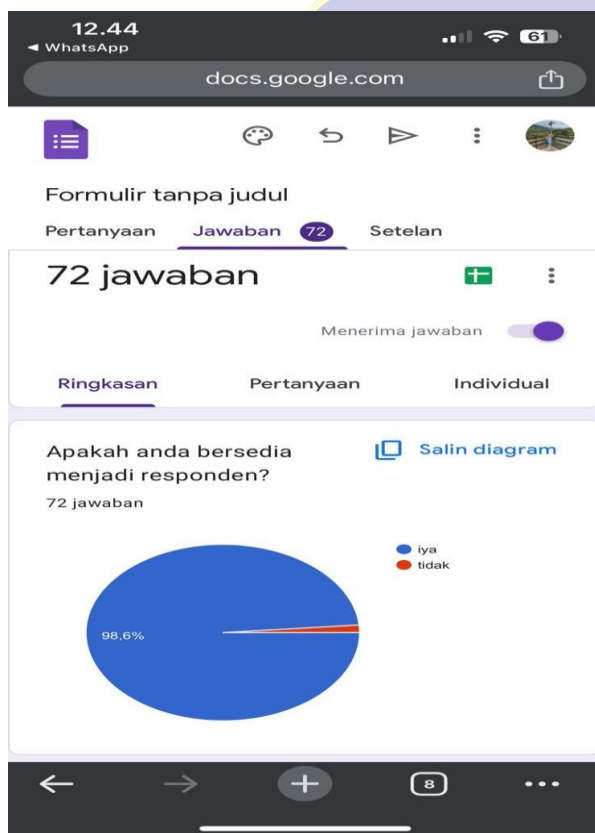 12.44
WhatsApp
61
docs.google.com
Formulir tanpa judul
Pertanyaan Jawaban 72 Setelan
72 jawaban
Menerima jawaban
Ringkasan Pertanyaan Individual
Apakah anda bersedia
menjadi responden?
Salin diagram
72 jawaban
iya
tidak
98,6%
8